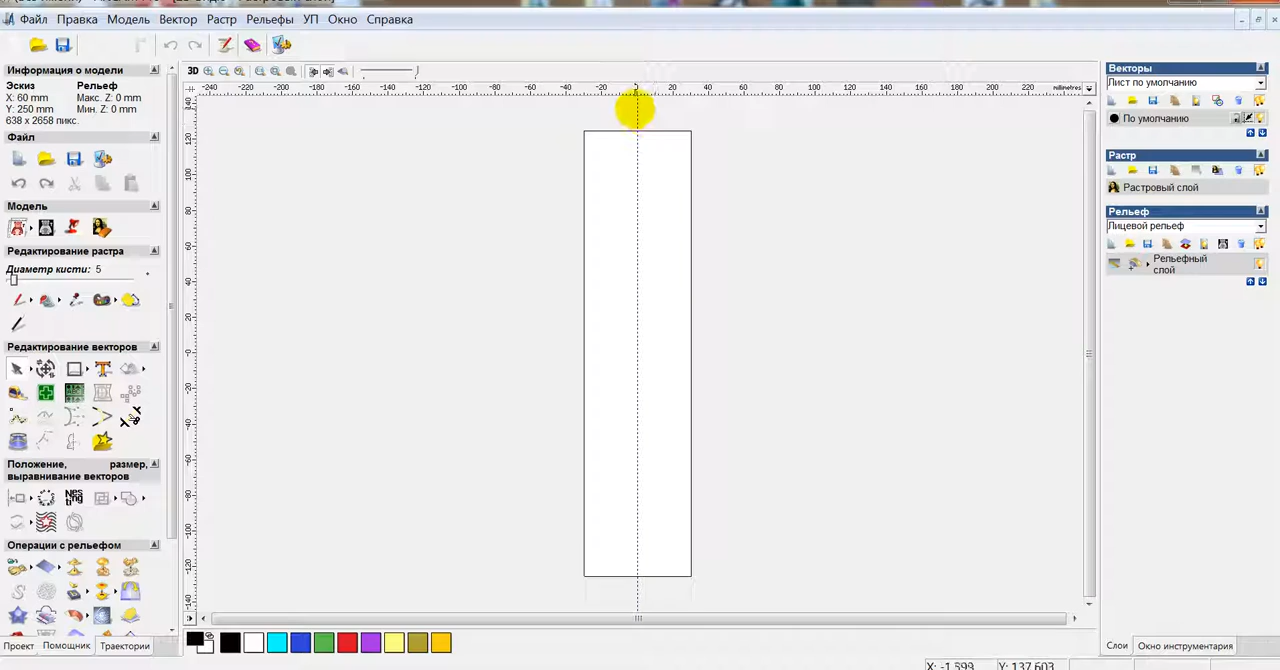 Файл Правка Модель Вектор Растр Рельефы УП Окно Справка
3D
Информация о модели
Эскиз Рельеф
X: 60 mm Макс. Z: 0 mm
Y: 250 mm Мин. Z: 0 mm
638 x 2658 пикс.
Файл
Модель
Редактирование растра
Диаметр кисти: 5
Редактирование векторов
Положение, размер,
выравнивание векторов
Операции с рельефом
Проект Помощник Траектории
-240 -220 -200 -180 -160 -140 -120 -100 -80 -60 -40 -20 0 20 40 60 80 100 120 140 160 180 200 220 millimetres
Векторы
Лист по умолчанию
По умолчанию
Растр
Растровый слой
Рельеф
Лицевой рельеф
Рельефный
слой
Слои Окно инструментария
X: -1.599 Y: 137.603